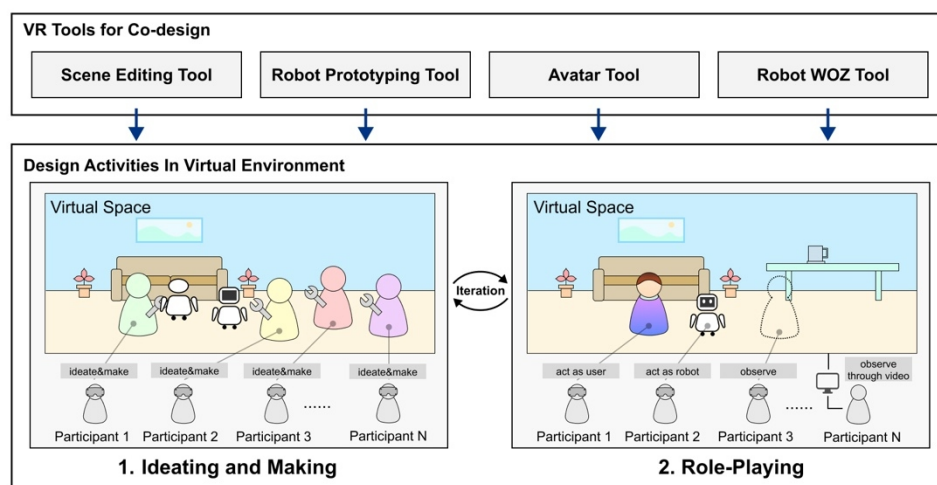 VR Tools for Co-design
Scene Editing Tool
Robot Prototyping Tool
Avatar Tool
Robot WOZ Tool
Design Activities In Virtual Environment
Virtual Space
ideate&make
ideate&make
ideate&make
ideate&make
......
Participant 1
Participant 2
Participant 3
Participant N
1. Ideating and Making
Iteration
Virtual Space
act as user
act as robot
observe
observe
through video
......
Participant 1
Participant 2
Participant 3
Participant N
2. Role-Playing